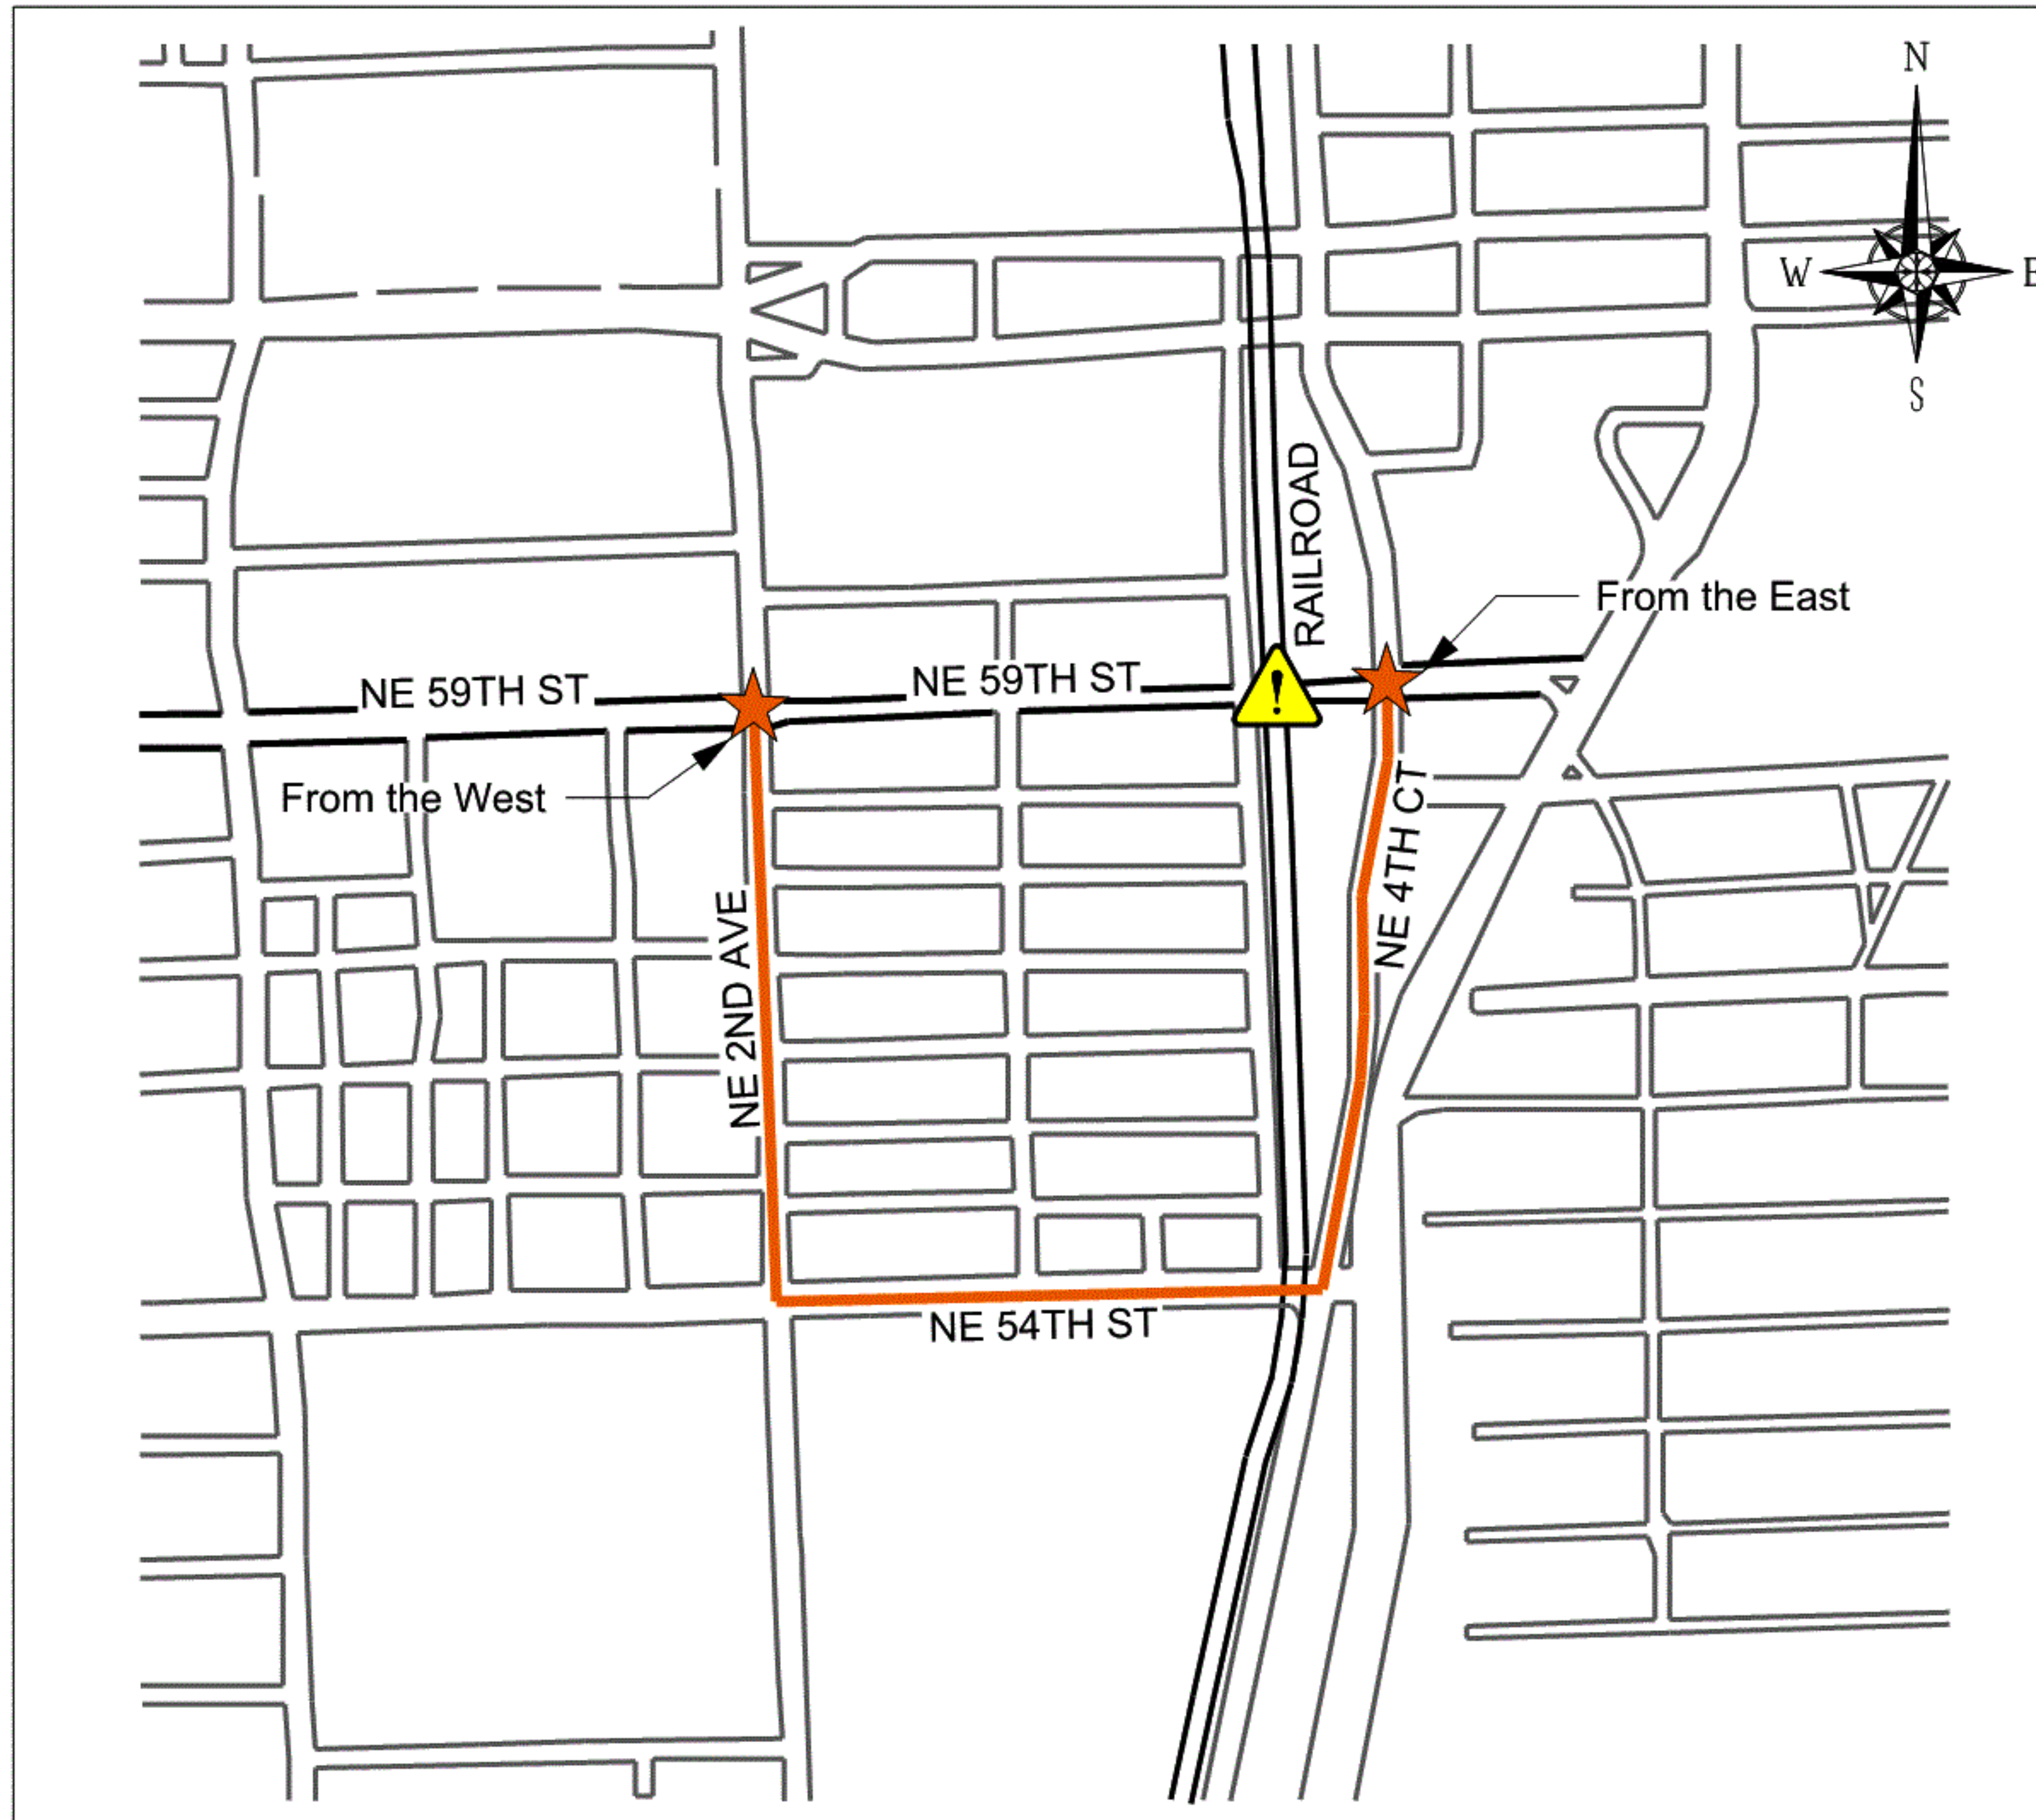 N
W
E
S
RAILROAD
From the East
NE 59TH ST
NE 59TH ST
From the West
NE 4TH CT
NE 2ND AVE
NE 54TH ST